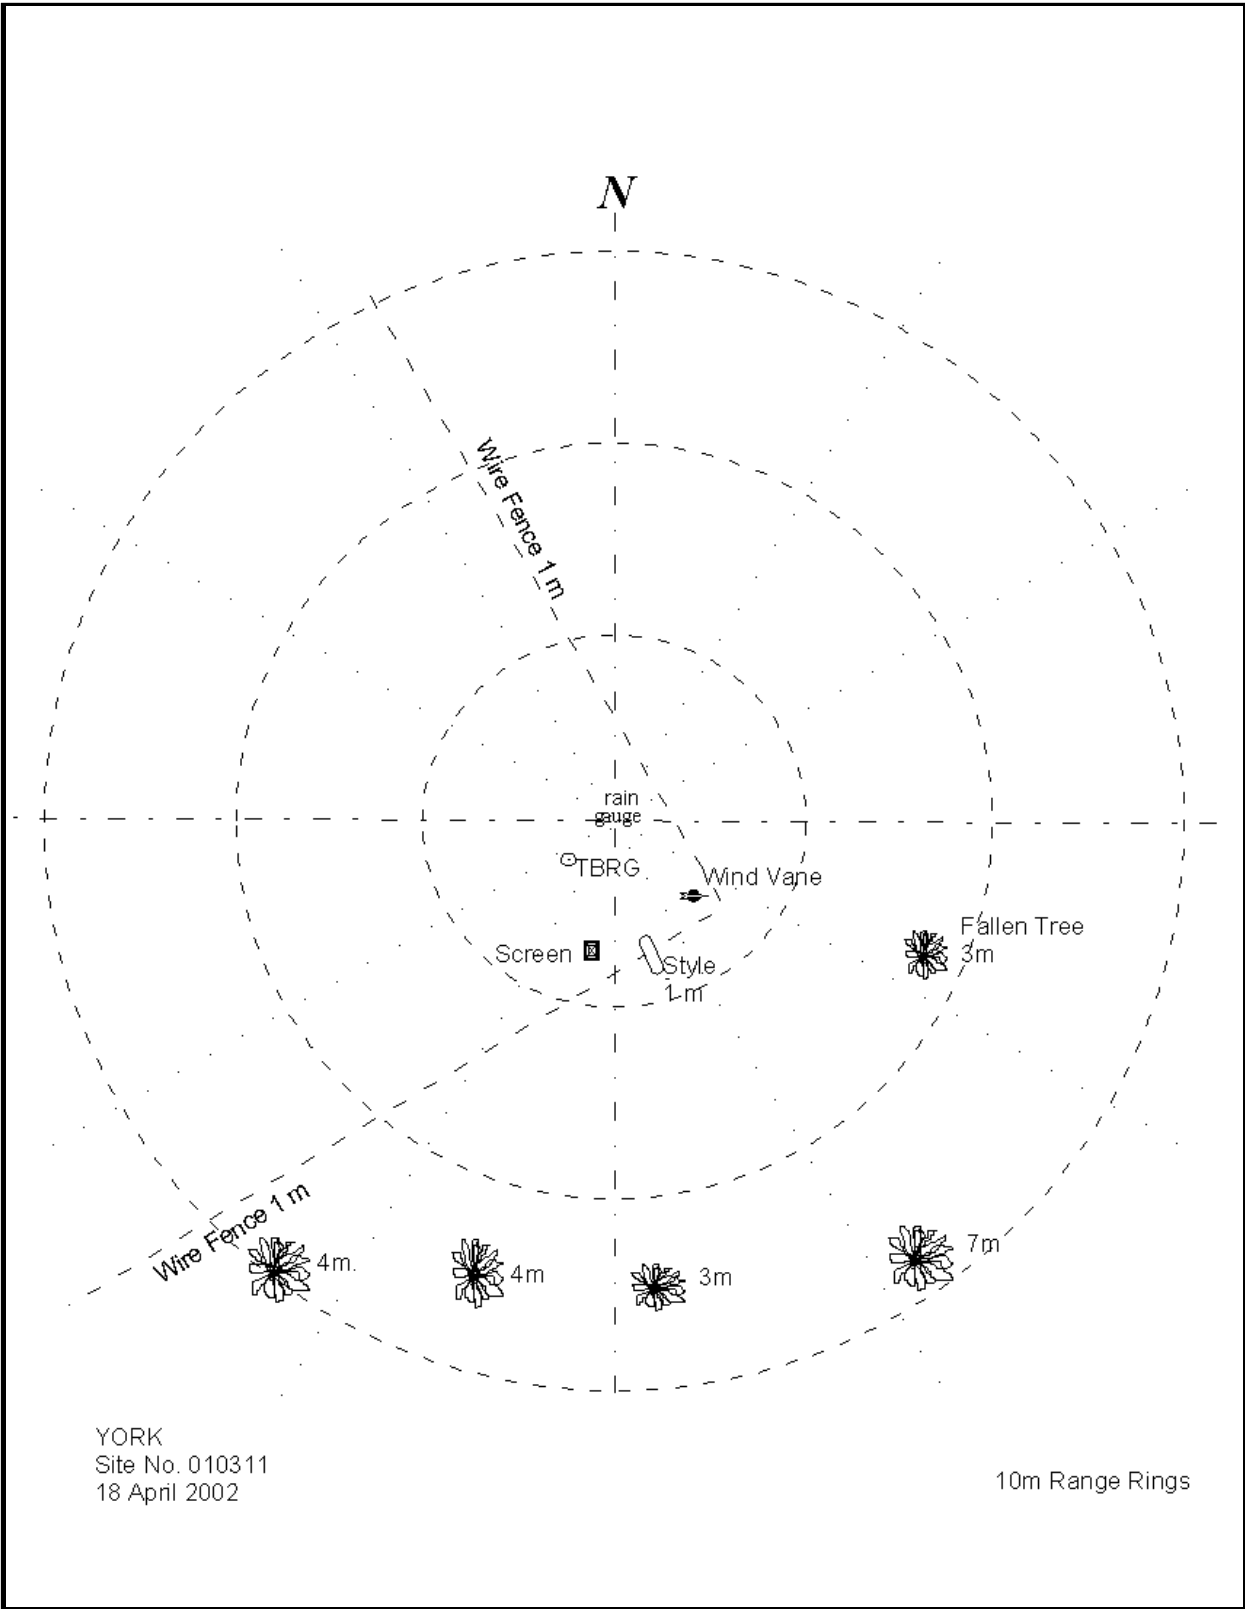 N
Wire Fence 1 m
rain
gauge
TBRG
Wind Vane
Fallen Tree
3m
Screen
Style
1 m
Wire Fence 1 m
4m
4m
3m
7m
YORK
Site No. 010311
18 April 2002
10m Range Rings